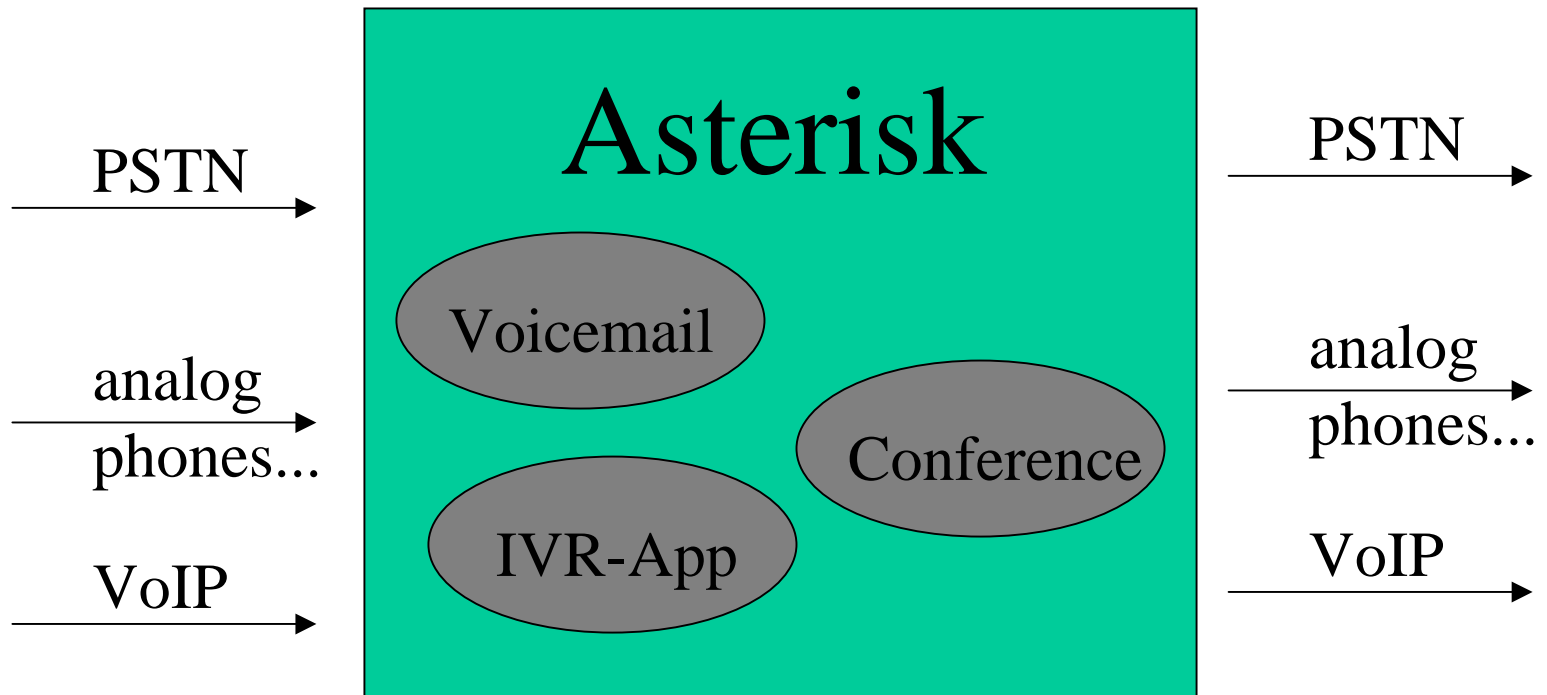 Asterisk
PSTN
analog
phones...
VoIP
Voicemail
Conference
IVR-App
PSTN
analog
phones...
VoIP